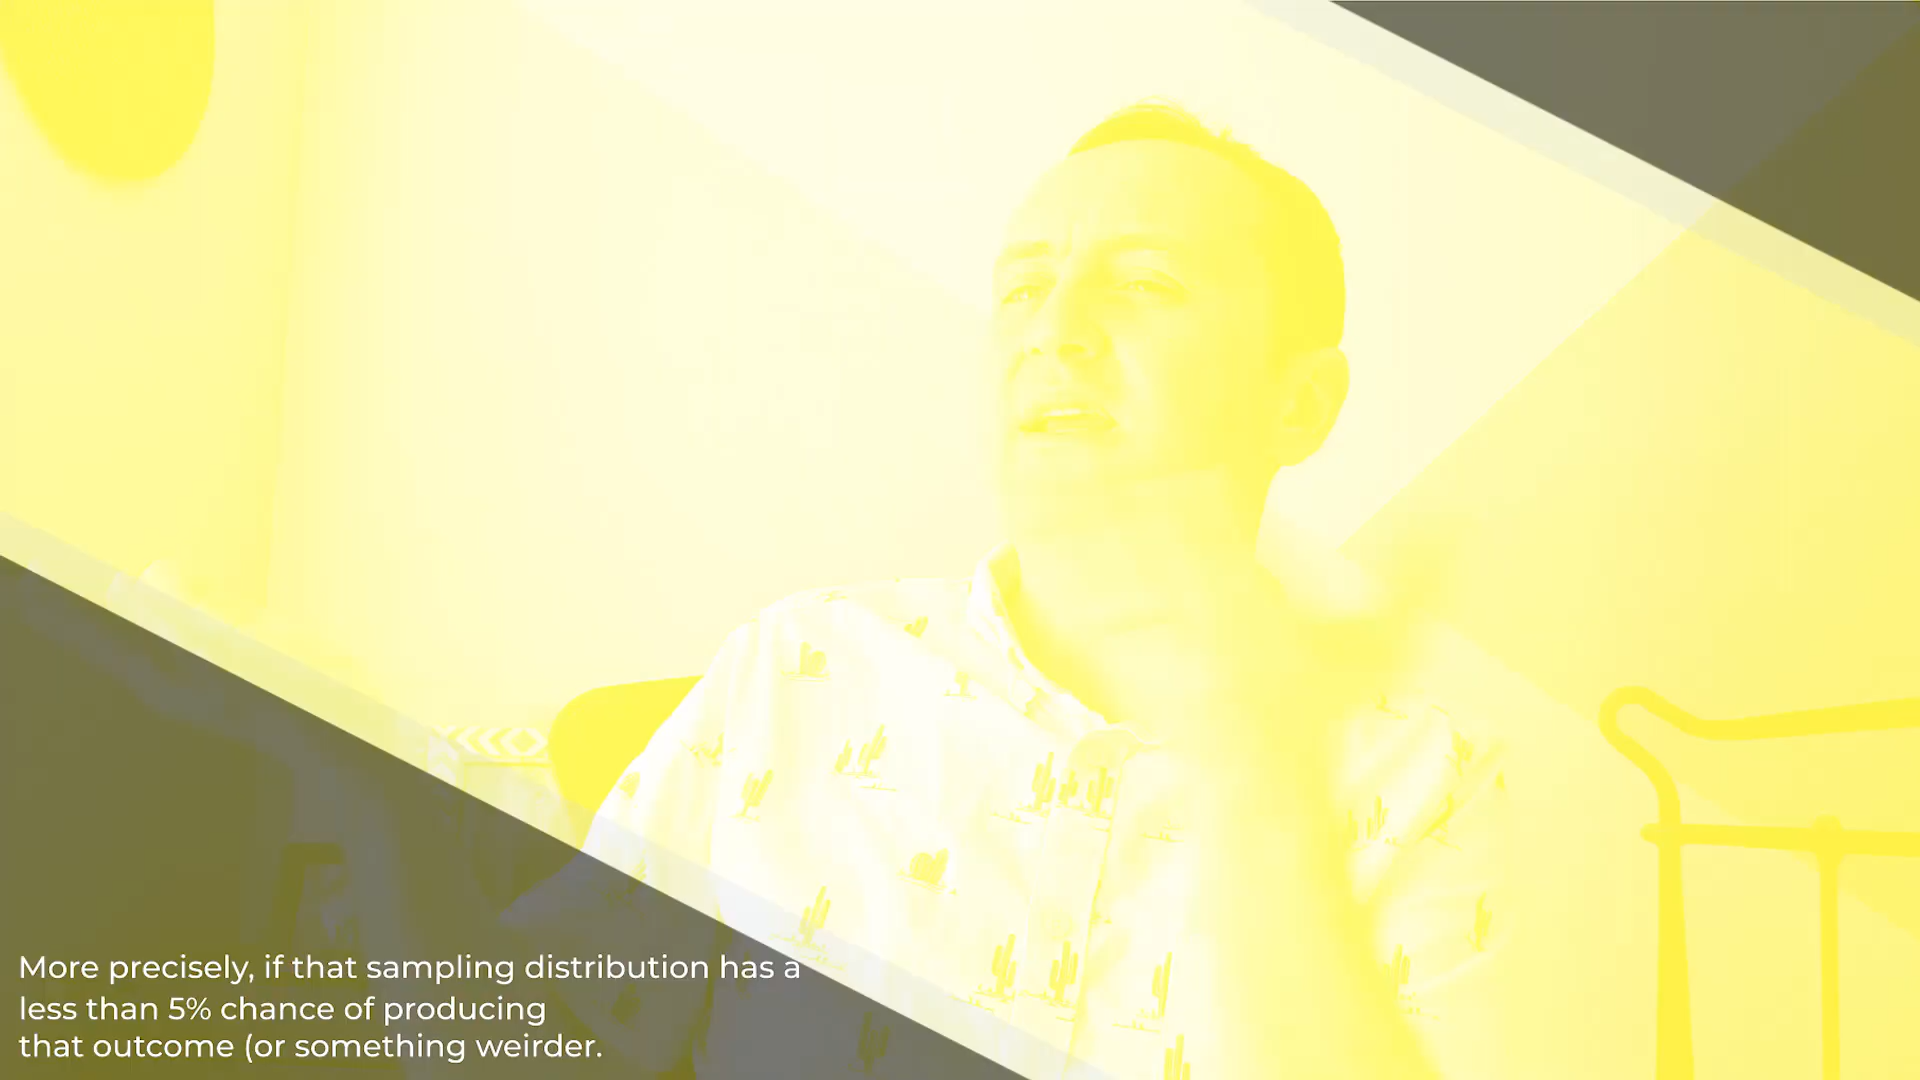 More precisely, if that sampling distribution has a
less than 5% chance of producing
that outcome (or something weirder.